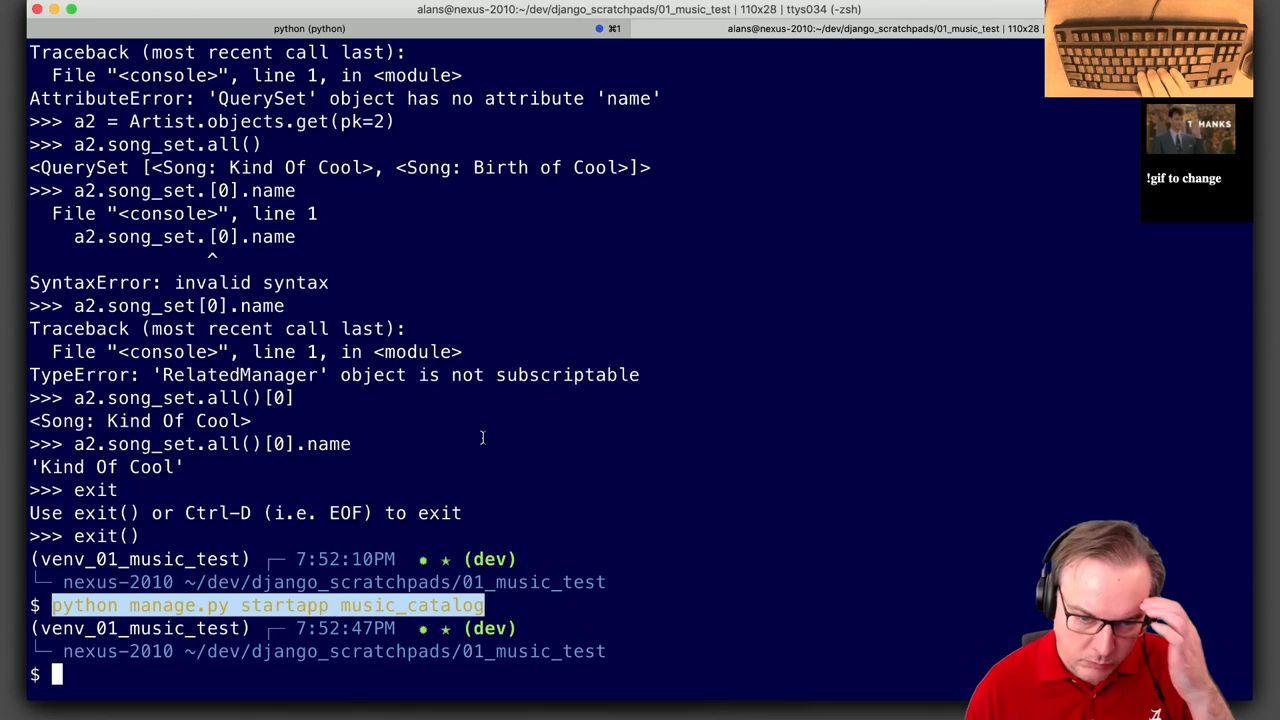 alans@nexus-2010:~/dev/django_scratchpads/01_music_test | 110x28 | ttys034 (-zsh)
python (python)
⌘1
alans@nexus-2010:~/dev/django_scratchpads/01_music_test | 110x28 |
Traceback (most recent call last):
File "<console>", line 1, in <module>
AttributeError: 'QuerySet' object has no attribute 'name'
>>> a2 = Artist.objects.get(pk=2)
>>> a2.song_set.all()
<QuerySet [<Song: Kind Of Cool>, <Song: Birth of Cool>]>
>>> a2.song_set.[0].name
File "<console>", line 1
a2.song_set.[0].name
^
SyntaxError: invalid syntax
>>> a2.song_set[0].name
Traceback (most recent call last):
File "<console>", line 1, in <module>
TypeError: 'RelatedManager' object is not subscriptable
>>> a2.song_set.all()[0]
<Song: Kind Of Cool>
>>> a2.song_set.all()[0].name
'Kind Of Cool'
>>> exit
Use exit() or Ctrl-D (i.e. EOF) to exit
>>> exit()
(venv_01_music_test) ┌─ 7:52:10PM ✹ ★ (dev)
└─ nexus-2010 ~/dev/django_scratchpads/01_music_test
$ python manage.py startapp music_catalog
(venv_01_music_test) ┌─ 7:52:47PM ✹ ★ (dev)
└─ nexus-2010 ~/dev/django_scratchpads/01_music_test
$
T HANKS
!gif to change